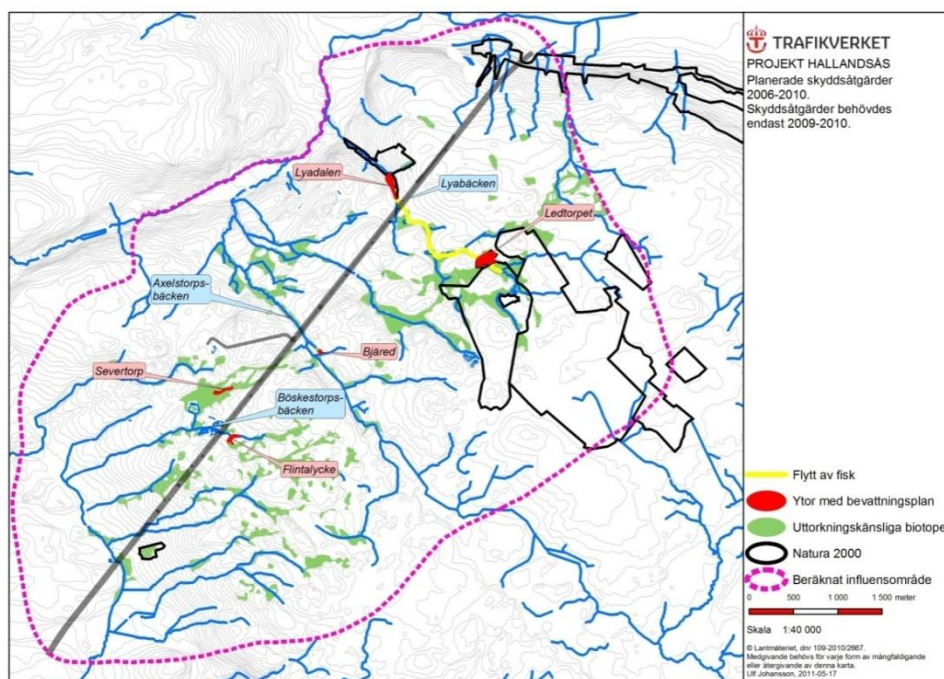 TRAFIKVERKET
PROJEKT HALLANDSÅS
Planerade skyddsåtgärder
2006-2010.
Skyddsåtgärder behövdes
endast 2009-2010.
Lyadalen
Lyabäcken
Ledtorpet
Axelstorps-
bäcken
Bjäred
Severtorp
Böskestorps-
bäcken
Flintalycke
Flytt av fisk
Ytor med bevattningsplan
Uttorkningskänsliga biotope
Natura 2000
Beräknat influensområde
0 500 1 000 1 500 meter
Skala 1:40 000
© Lantmäteriet, dnr 109-2010/2667.
Medgivande behövs för varje form av mångfaldigande
eller återgivande av denna karta.
Ulf Johansson, 2011-05-17